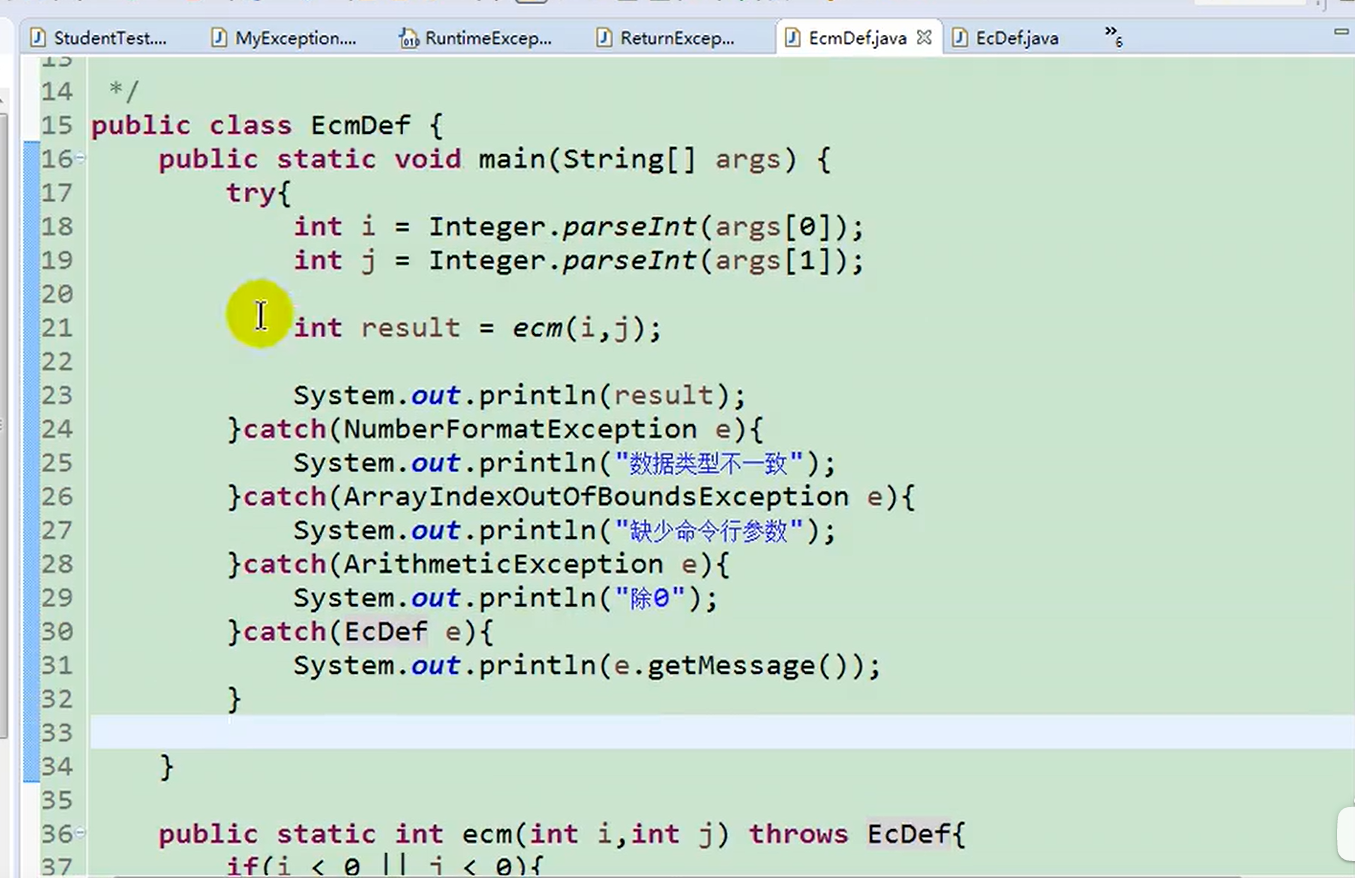 StudentTest.... MyException.... RuntimeExcep... ReturnExcep... EcmDef.java EcDef.java »6
13
14 */
15 public class EcmDef {
16 public static void main(String[] args) {
17 try{
18 int i = Integer.parseInt(args[0]);
19 int j = Integer.parseInt(args[1]);
20
21 int result = ecm(i,j);
22
23 System.out.println(result);
24 }catch(NumberFormatException e){
25 System.out.println("数据类型不一致");
26 }catch(ArrayIndexOutOfBoundsException e){
27 System.out.println("缺少命令行参数");
28 }catch(ArithmeticException e){
29 System.out.println("除0");
30 }catch(EcDef e){
31 System.out.println(e.getMessage());
32 }
33
34 }
35
36 public static int ecm(int i,int j) throws EcDef{
37 if(i < 0 || j < 0){